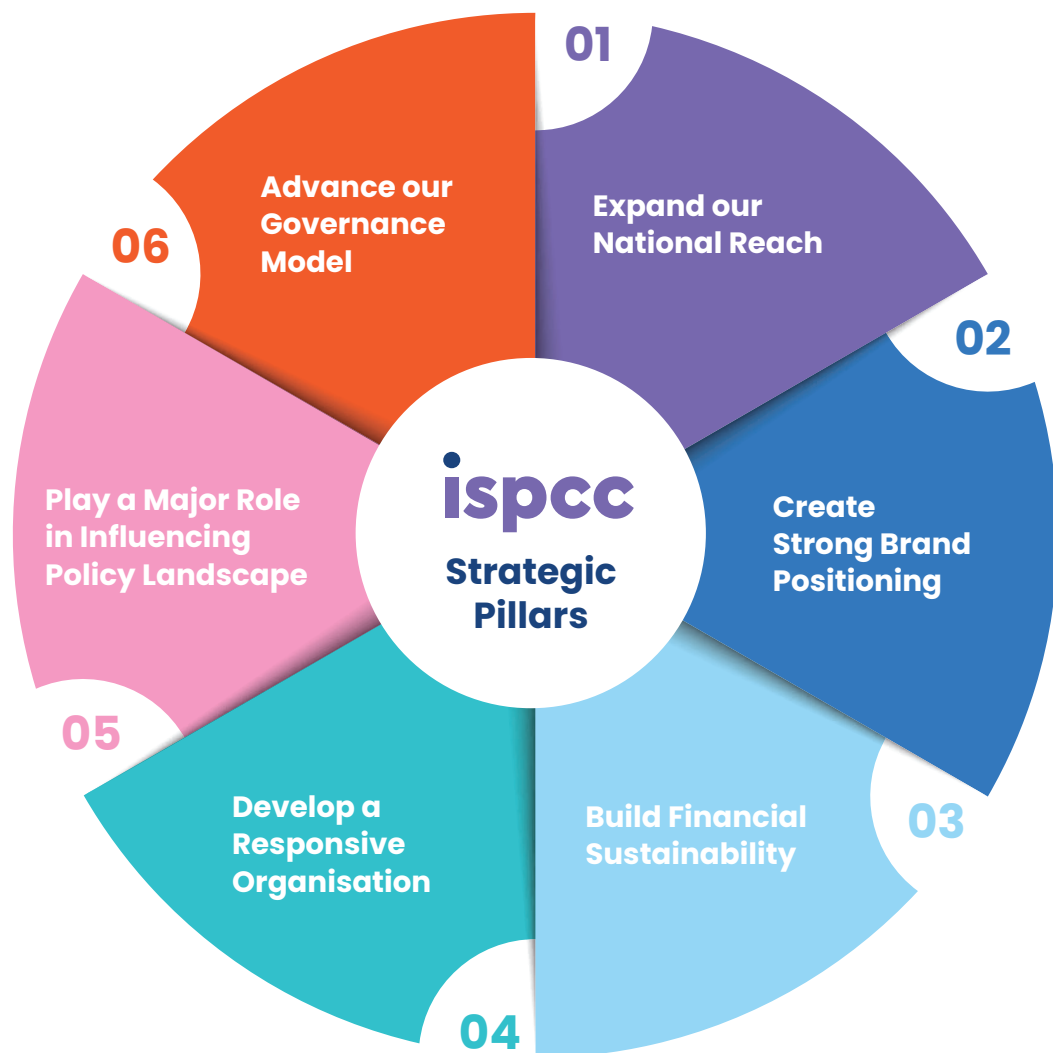 ispcc
Strategic
Pillars
01
Expand our
National Reach
02
Create
Strong Brand
Positioning
03
Build Financial
Sustainability
04
Develop a
Responsive
Organisation
05
Play a Major Role
in Influencing
Policy Landscape
06
Advance our
Governance
Model